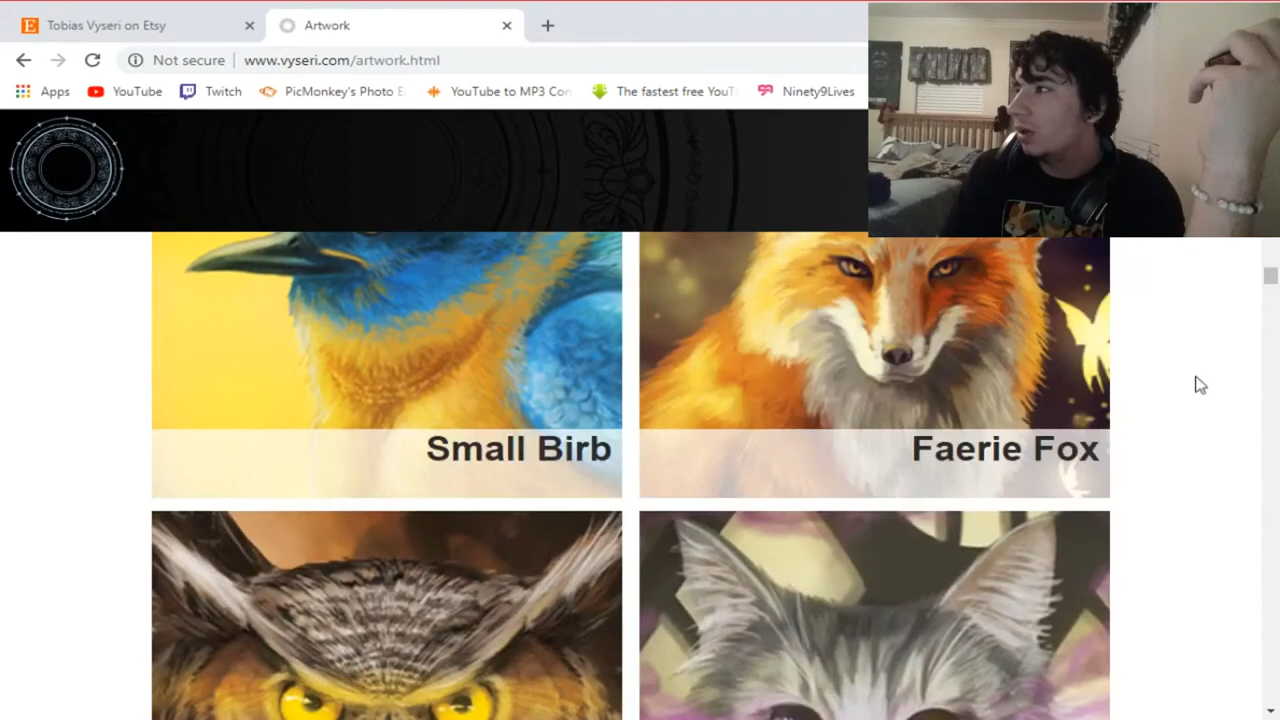 Tobias Vyseri on Etsy
Artwork
Not secure
www.vyseri.com/artwork.html
Apps
YouTube
Twitch
PicMonkey's Photo E
YouTube to MP3 Con
The fastest free YouT
Ninety9Lives
Small Birb
Faerie Fox